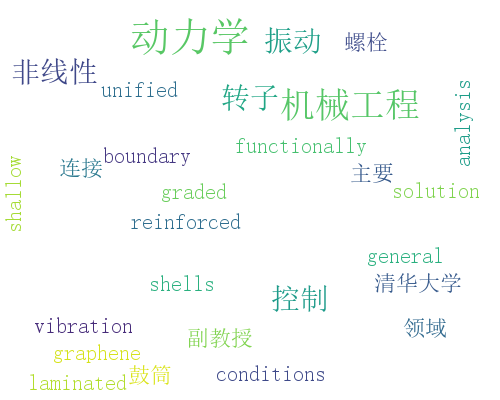 动力学 振动 螺栓
非线性 unified 转子 机械工程 analysis
functionally
连接 boundary 主要
shallow graded solution
reinforced
general
shells 控制 清华大学
vibration 副教授 领域
graphene
laminated 鼓筒 conditions